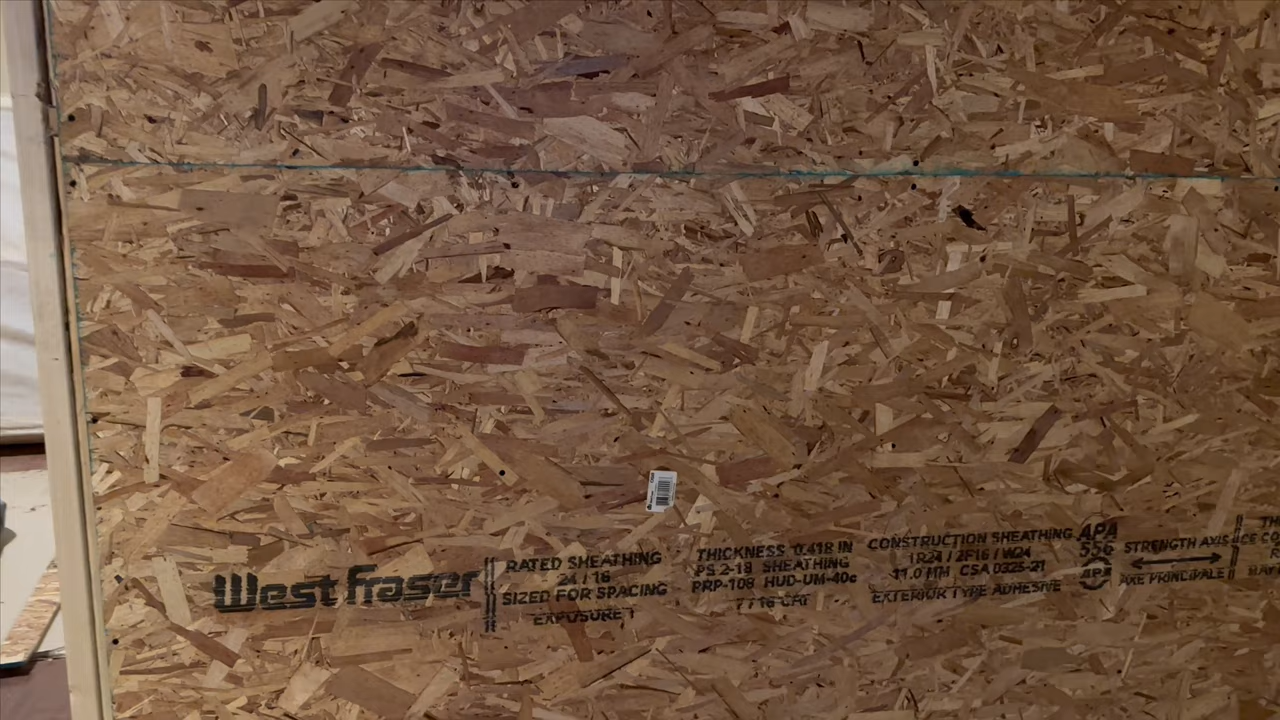 West Fraser
RATED SHEATHING
24 / 16
SIZED FOR SPACING
EXPOSURE 1
THICKNESS 0.418 IN
PS 2-18 SHEATHING
PRP-108 HUD-UM-40c
7 / 16 CAT
CONSTRUCTION SHEATHING
1R24 / 2F16 / W24
11.0 MM CSA 0325-21
EXTERIOR TYPE ADHESIVE
APA
556
APA
STRENGTH AXIS
AXE PRINCIPALE